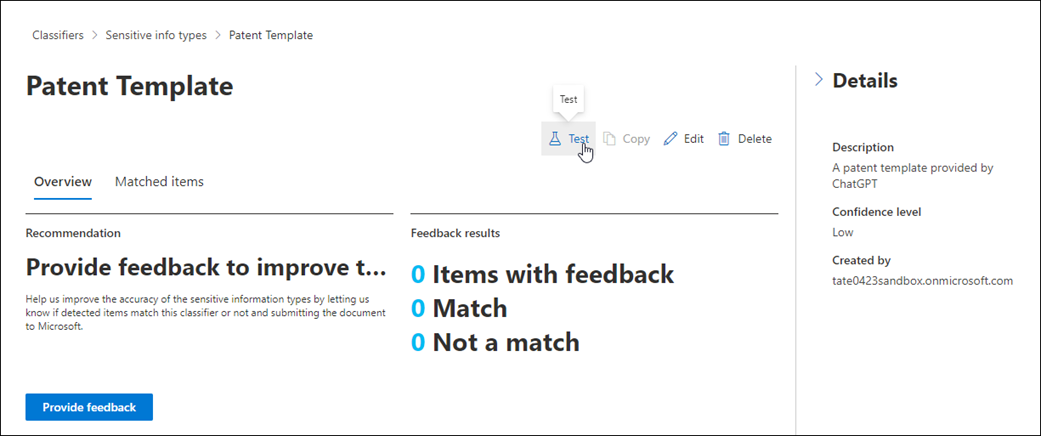 Classifiers > Sensitive info types > Patent Template
Patent Template
Test
Test Copy Edit Delete
Overview Matched items
Recommendation
Provide feedback to improve t...
Help us improve the accuracy of the sensitive information types by letting us
know if detected items match this classifier or not and submitting the document
to Microsoft.
Provide feedback
Feedback results
0 Items with feedback
0 Match
0 Not a match
Details
Description
A patent template provided by
ChatGPT
Confidence level
Low
Created by
tate0423sandbox.onmicrosoft.com